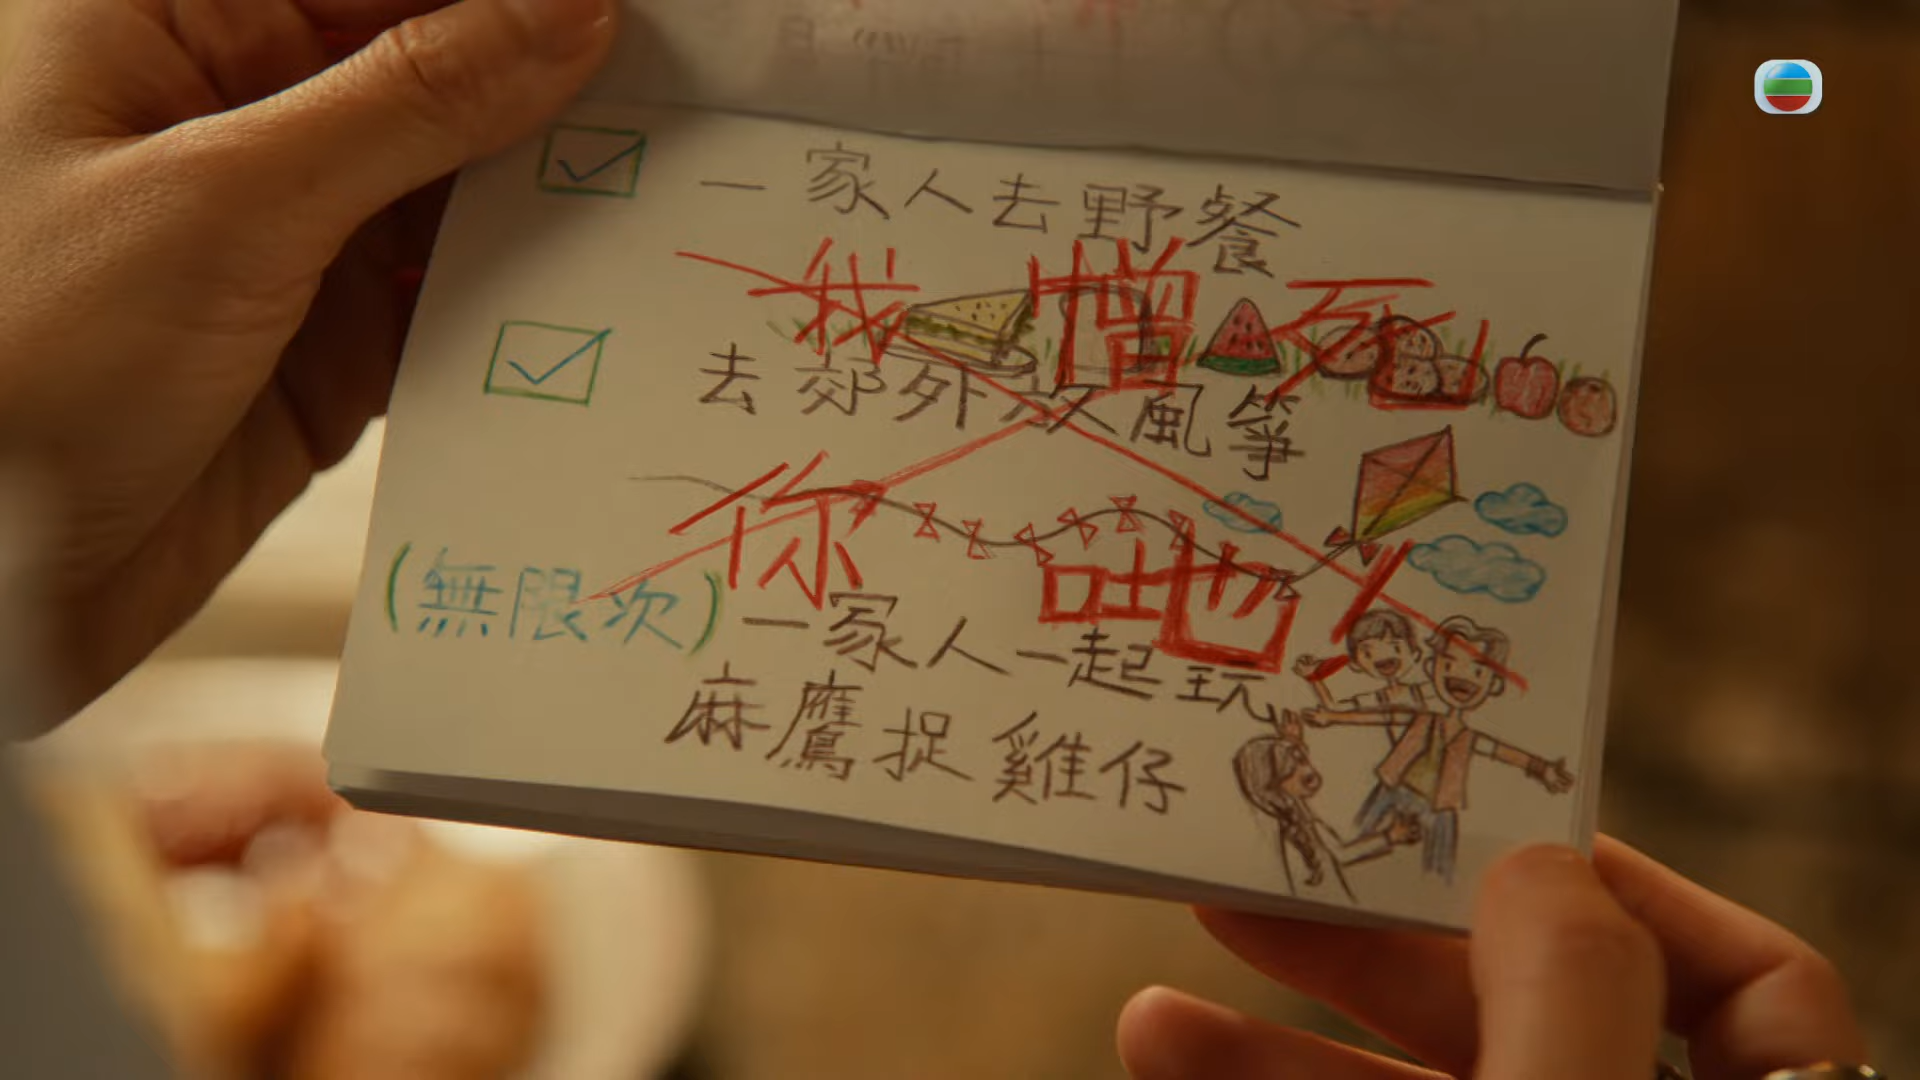 一家人去野餐
我憎死
去郊外放風箏
你哋
(無限次)一家人一起玩
麻鷹捉雞仔